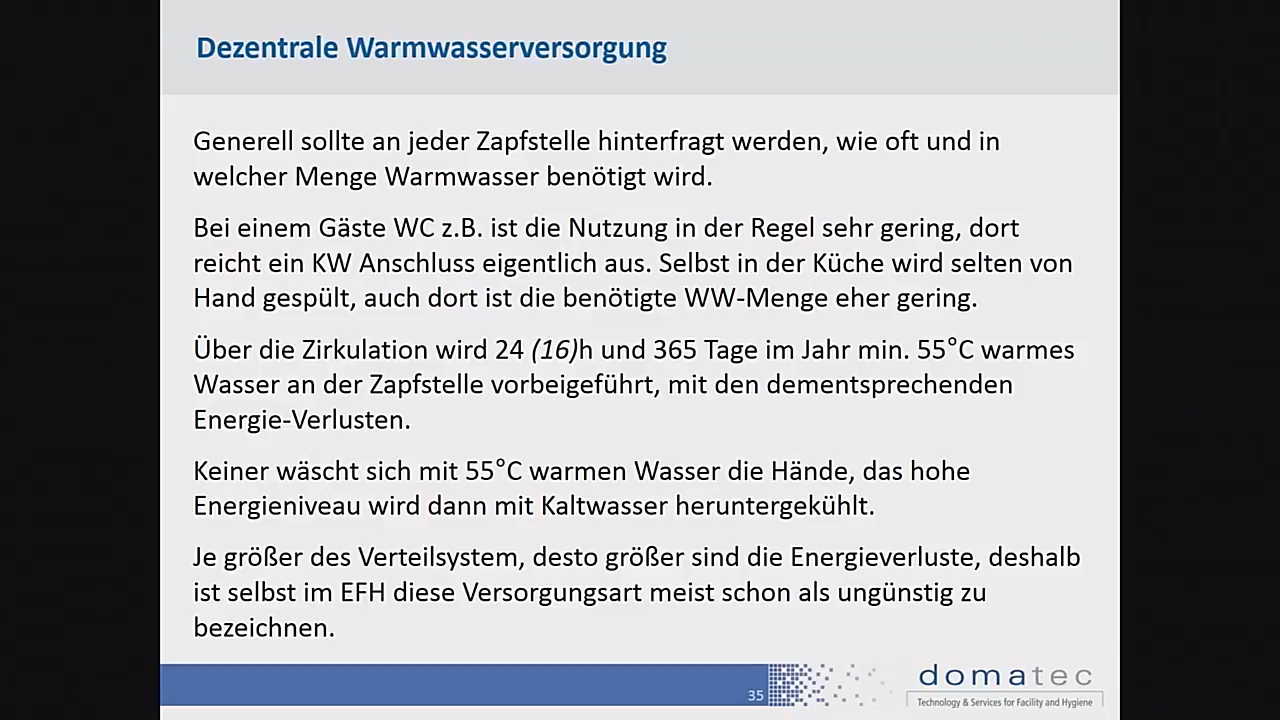 Dezentrale Warmwasserversorgung
Generell sollte an jeder Zapfstelle hinterfragt werden, wie oft und in
welcher Menge Warmwasser benötigt wird.
Bei einem Gäste WC z.B. ist die Nutzung in der Regel sehr gering, dort
reicht ein KW Anschluss eigentlich aus. Selbst in der Küche wird selten von
Hand gespült, auch dort ist die benötigte WW-Menge eher gering.
Über die Zirkulation wird 24 (16)h und 365 Tage im Jahr min. 55°C warmes
Wasser an der Zapfstelle vorbeigeführt, mit den dementsprechenden
Energie-Verlusten.
Keiner wäscht sich mit 55°C warmen Wasser die Hände, das hohe
Energieniveau wird dann mit Kaltwasser heruntergekühlt.
Je größer des Verteilsystem, desto größer sind die Energieverluste, deshalb
ist selbst im EFH diese Versorgungsart meist schon als ungünstig zu
bezeichnen.
35
domatec
Technology & Services for Facility and Hygiene